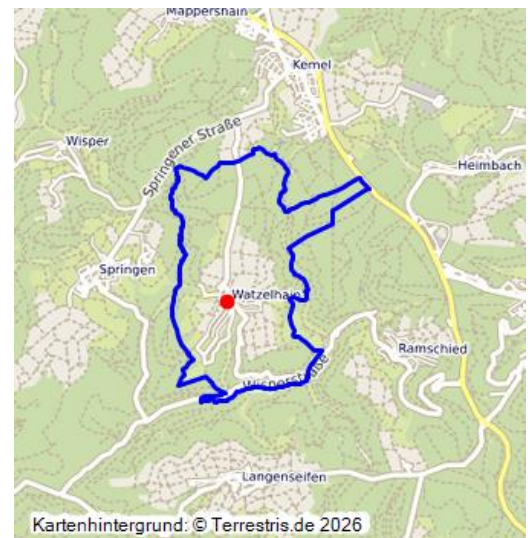 Mappershain
Kemel
Springener Straße
Wisper
Heimbach
Springen
Watzelhain
Ramschied
Wisperstraße
Langenseifen
Kartenhintergrund: © Terrestris.de 2026